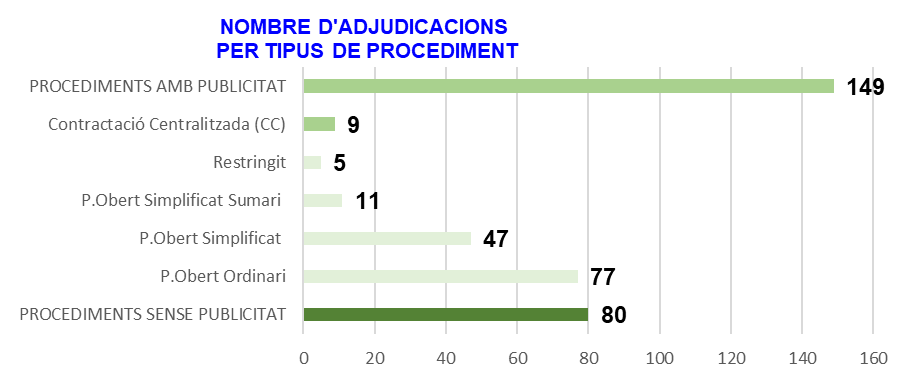 NOMBRE D'ADJUDICACIONS
PER TIPUS DE PROCEDIMENT
PROCEDIMENTS AMB PUBLICITAT 149
Contractació Centralitzada (CC) 9
Restringit 5
P.Obert Simplificat Sumari 11
P.Obert Simplificat 47
P.Obert Ordinari 77
PROCEDIMENTS SENSE PUBLICITAT 80
0 20 40 60 80 100 120 140 160